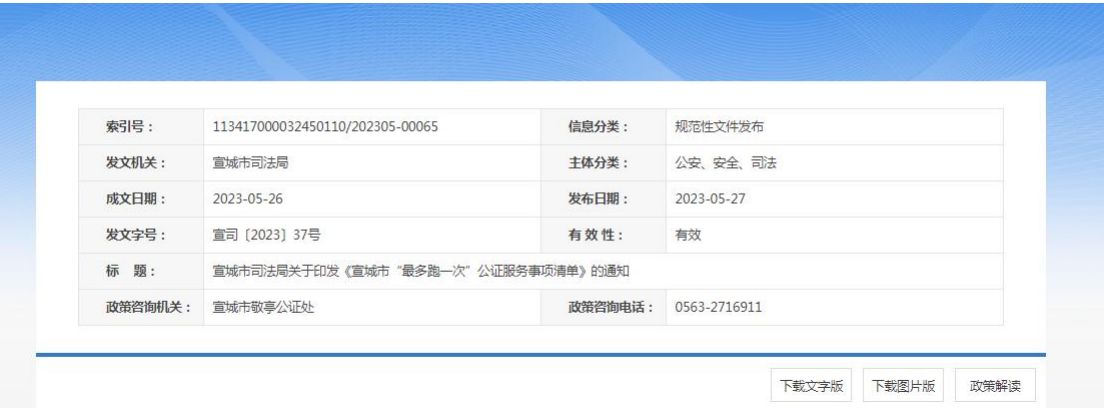 索引号： 113417000032450110/202305-00065 信息分类： 规范性文件发布
发文机关： 宣城市司法局 主体分类： 公安、安全、司法
成文日期： 2023-05-26 发布日期： 2023-05-27
发文字号： 宣司〔2023〕37号 有 效 性： 有效
标　题： 宣城市司法局关于印发《宣城市“最多跑一次”公证服务事项清单》的通知
政策咨询机关： 宣城市敬亭公证处 政策咨询电话： 0563-2716911
下载文字版 下载图片版 政策解读